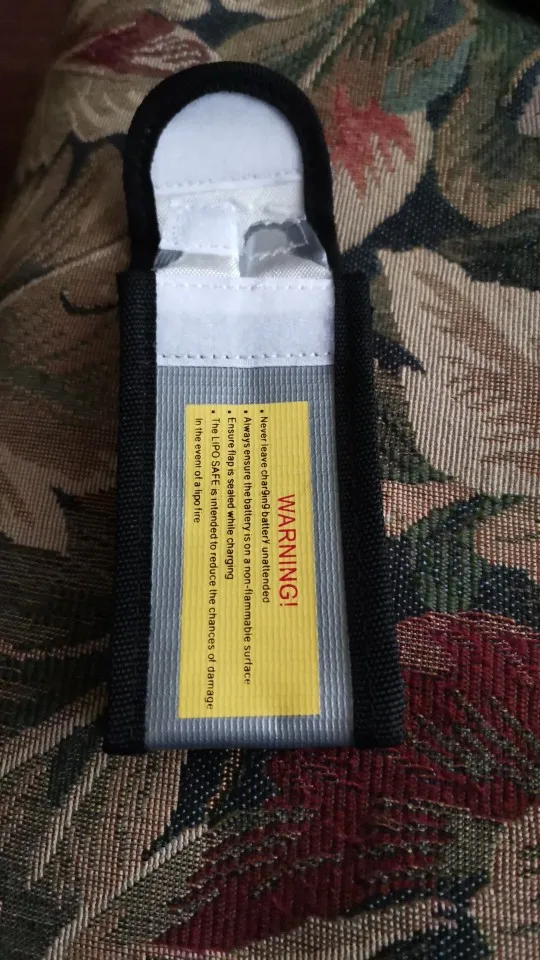 WARNING!
• Never leave char9in9 batterY unattended
• Always ensure the battery is on a non-flammable surface
• Ensure flap is sealed while charging
• The LIPO SAFE is intended to reduce the chances of damage
in the event of a lipo fire